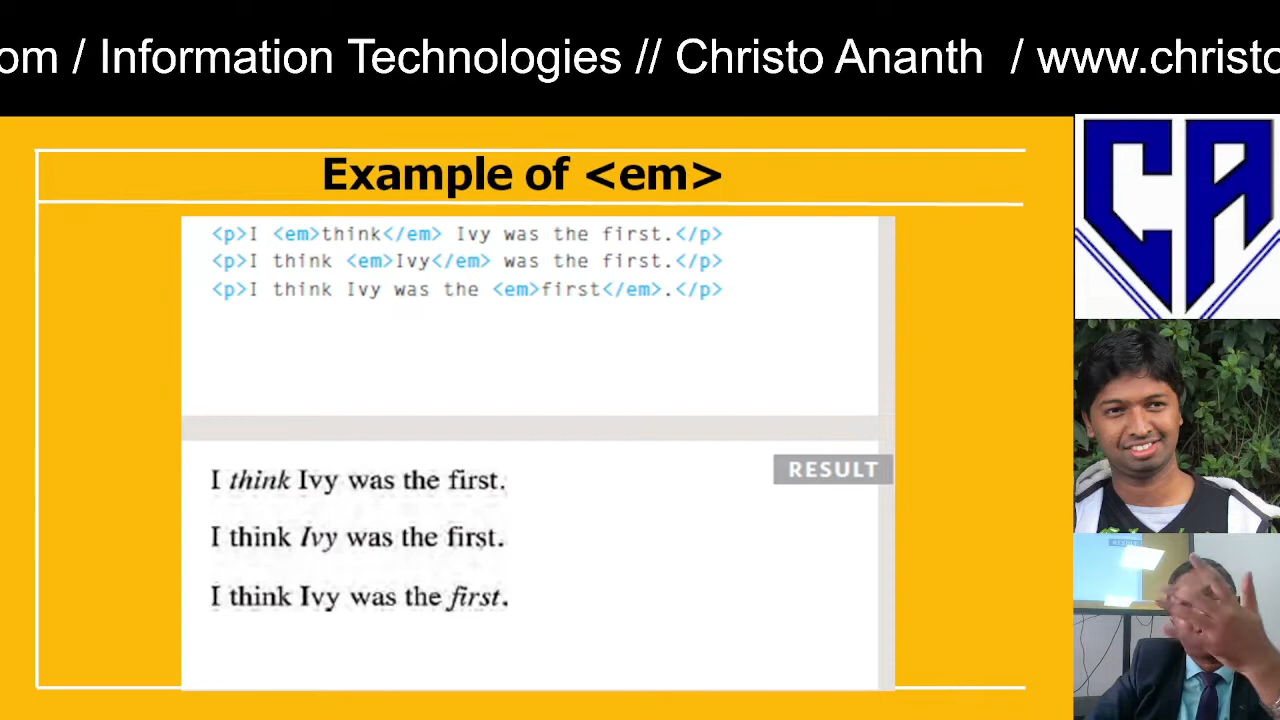 om / Information Technologies // Christo Ananth / www.christo
Example of <em>
<p>I <em>think</em> Ivy was the first.</p>
<p>I think <em>Ivy</em> was the first.</p>
<p>I think Ivy was the <em>first</em>.</p>
RESULT
I think Ivy was the first.
I think Ivy was the first.
I think Ivy was the first.
CA
RESULT